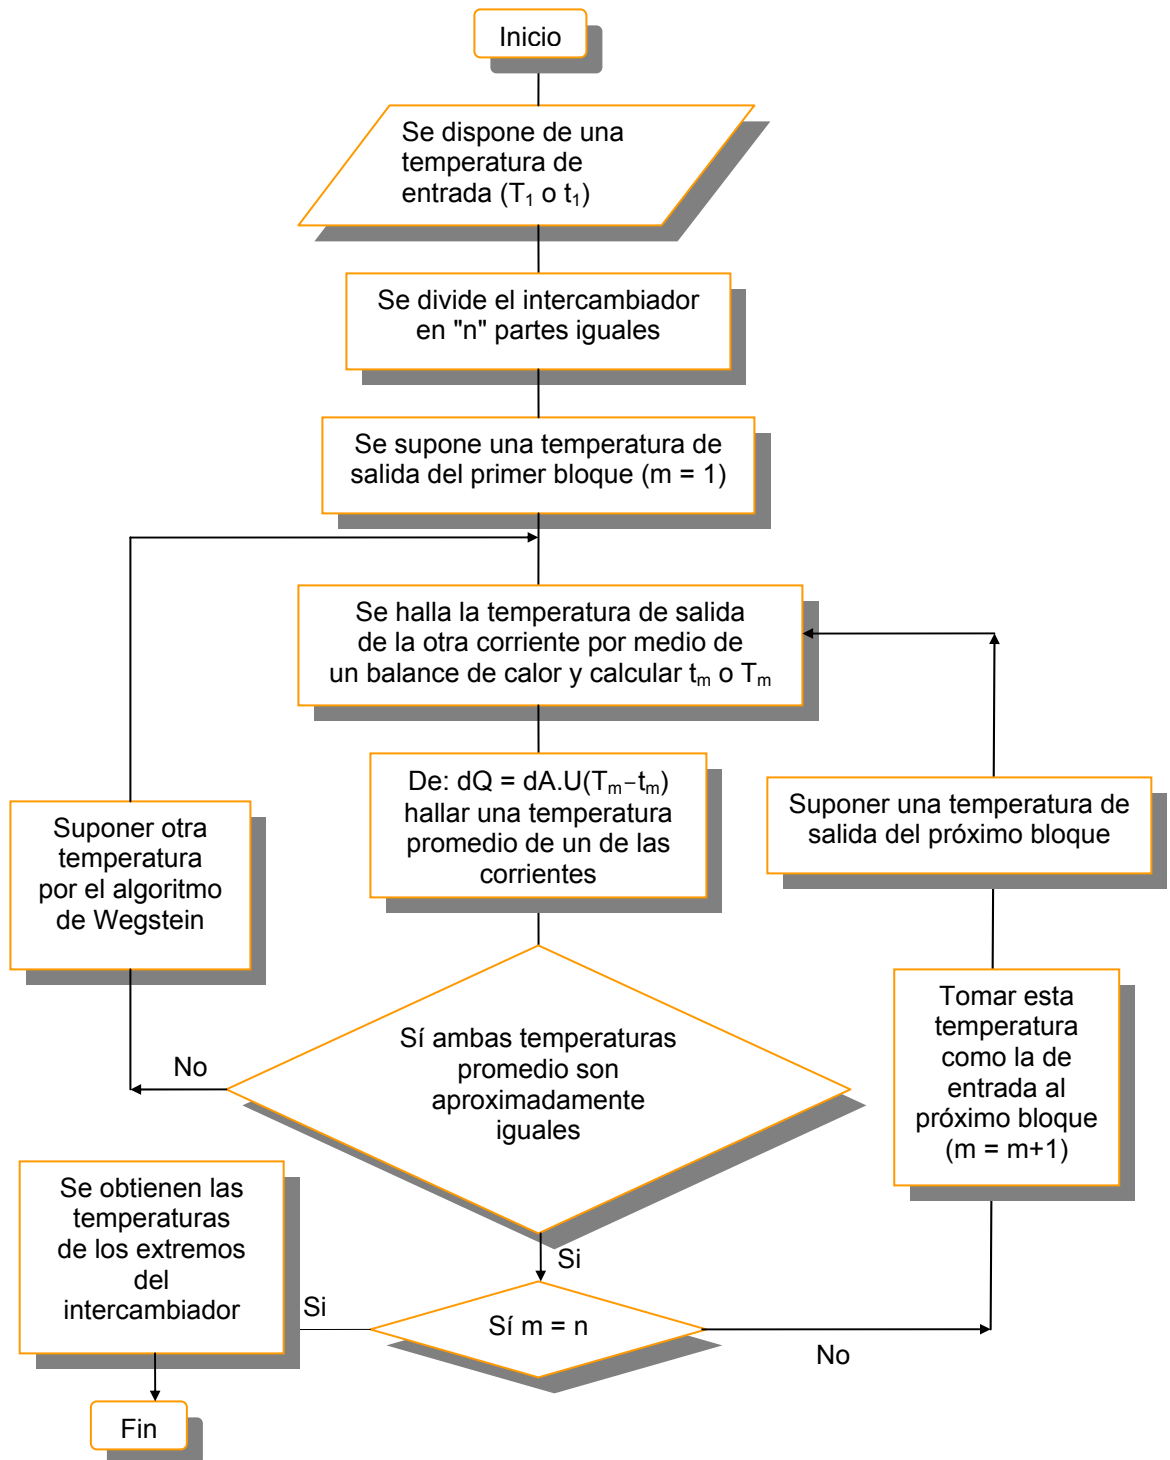 Inicio
Se dispone de una
temperatura de
entrada (T₁ o t₁)
Se divide el intercambiador
en "n" partes iguales
Se supone una temperatura de
salida del primer bloque (m = 1)
Se halla la temperatura de salida
de la otra corriente por medio de
un balance de calor y calcular tₘ o Tₘ
De: dQ = dA.U(Tₘ−tₘ)
hallar una temperatura
promedio de un de las
corrientes
Suponer una temperatura de
salida del próximo bloque
Suponer otra
temperatura
por el algoritmo
de Wegstein
Tomar esta
temperatura
como la de
entrada al
próximo bloque
(m = m+1)
Sí ambas temperaturas
promedio son
aproximadamente
iguales
No
Si
Se obtienen las
temperaturas
de los extremos
del
intercambiador
Si
Sí m = n
No
Fin